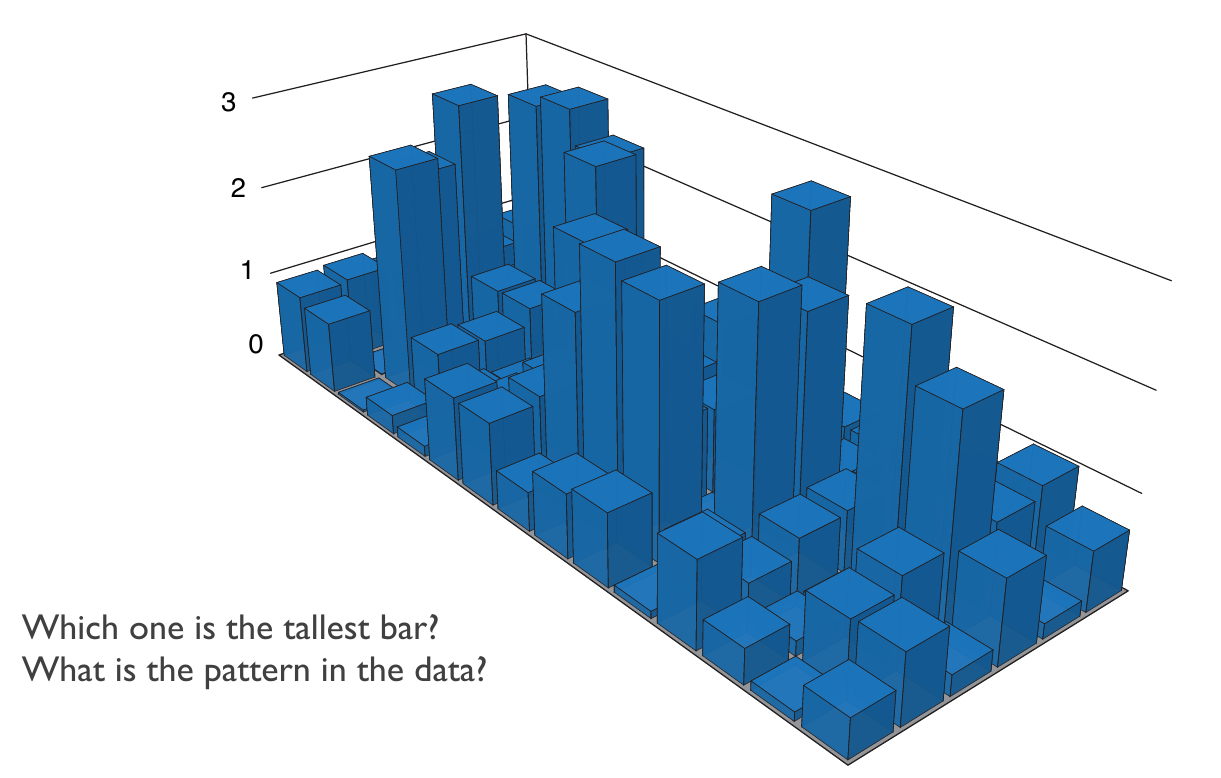 3
2
1
0
Which one is the tallest bar?
What is the pattern in the data?